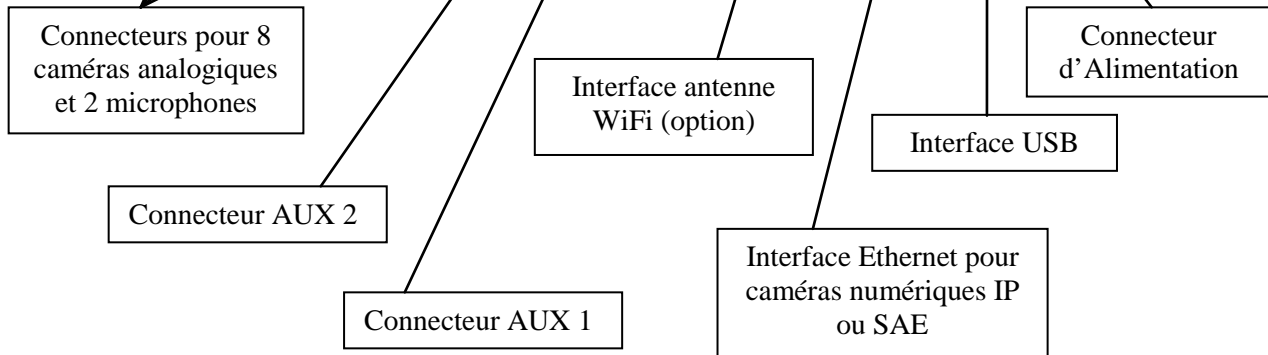 Connecteurs pour 8
caméras analogiques
et 2 microphones
Connecteur AUX 2
Connecteur AUX 1
Interface antenne
WiFi (option)
Interface Ethernet pour
caméras numériques IP
ou SAE
Interface USB
Connecteur
d’Alimentation